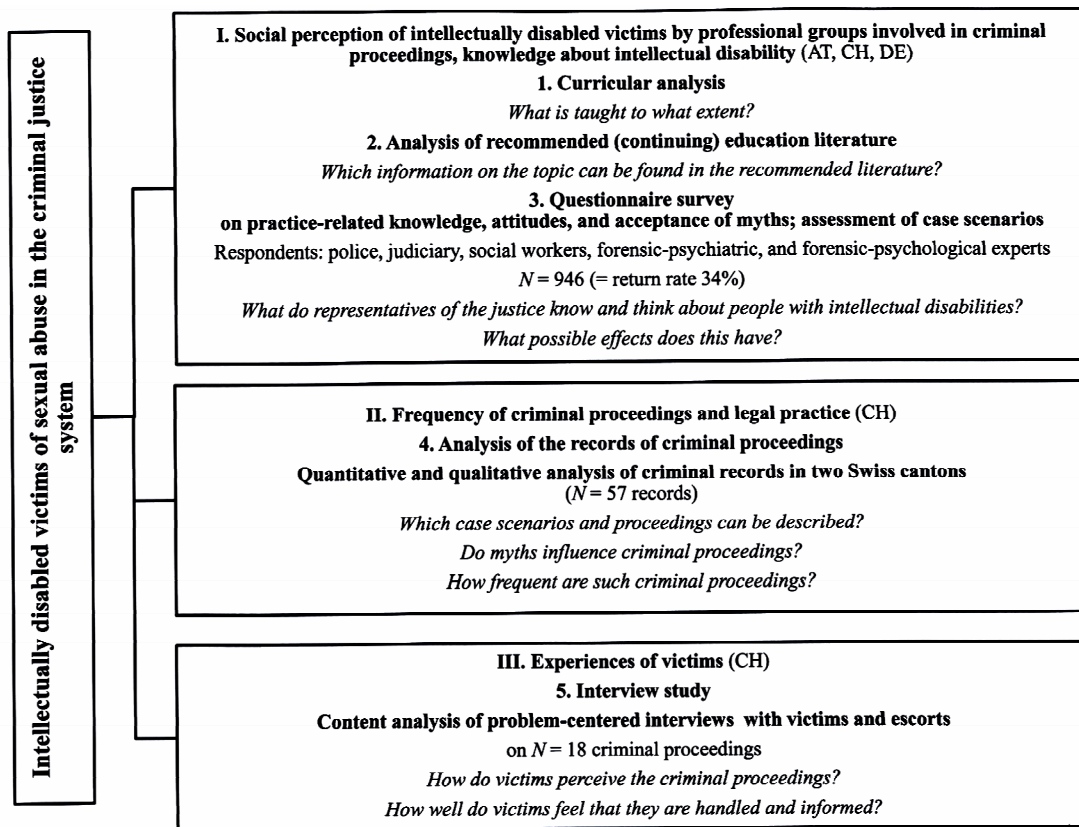 Intellectually disabled victims of sexual abuse in the criminal justice
system
I. Social perception of intellectually disabled victims by professional groups involved in criminal
proceedings, knowledge about intellectual disability (AT, CH, DE)
1. Curricular analysis
What is taught to what extent?
2. Analysis of recommended (continuing) education literature
Which information on the topic can be found in the recommended literature?
3. Questionnaire survey
on practice-related knowledge, attitudes, and acceptance of myths; assessment of case scenarios
Respondents: police, judiciary, social workers, forensic-psychiatric, and forensic-psychological experts
N = 946 (= return rate 34%)
What do representatives of the justice know and think about people with intellectual disabilities?
What possible effects does this have?
II. Frequency of criminal proceedings and legal practice (CH)
4. Analysis of the records of criminal proceedings
Quantitative and qualitative analysis of criminal records in two Swiss cantons
(N = 57 records)
Which case scenarios and proceedings can be described?
Do myths influence criminal proceedings?
How frequent are such criminal proceedings?
III. Experiences of victims (CH)
5. Interview study
Content analysis of problem-centered interviews with victims and escorts
on N = 18 criminal proceedings
How do victims perceive the criminal proceedings?
How well do victims feel that they are handled and informed?